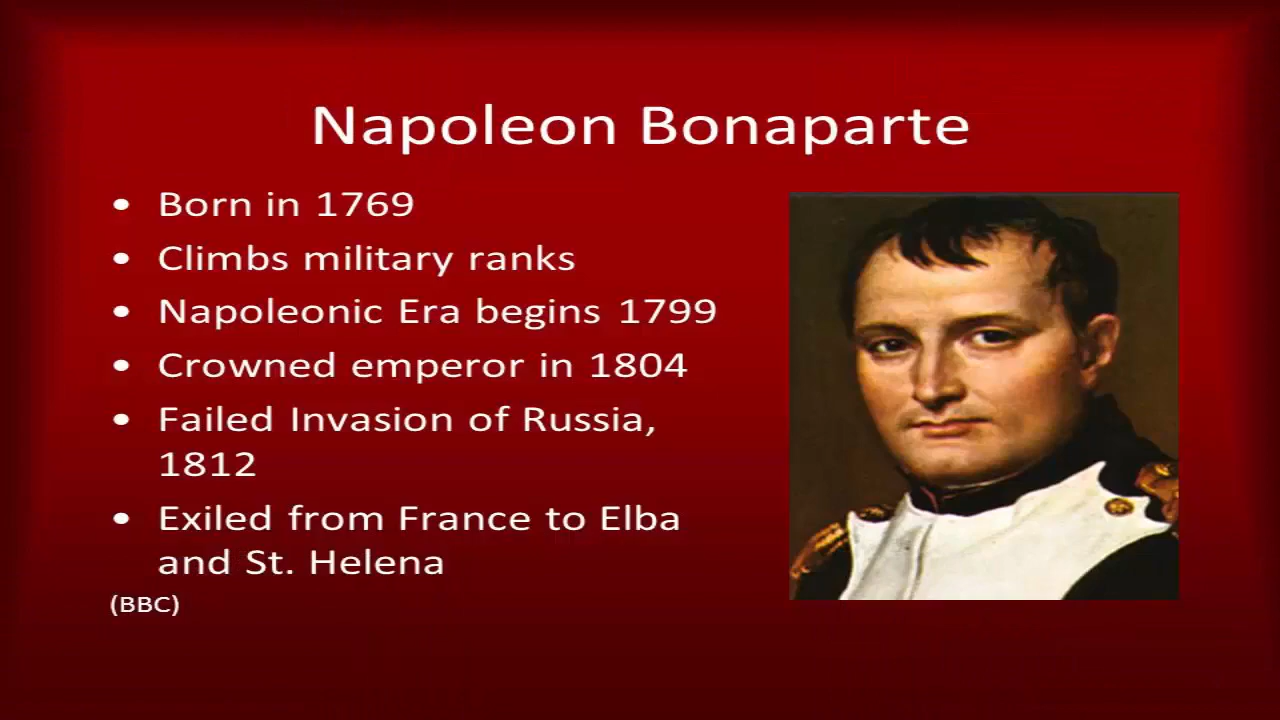 Napoleon Bonaparte
• Born in 1769
• Climbs military ranks
• Napoleonic Era begins 1799
• Crowned emperor in 1804
• Failed Invasion of Russia,
1812
• Exiled from France to Elba
and St. Helena
(BBC)